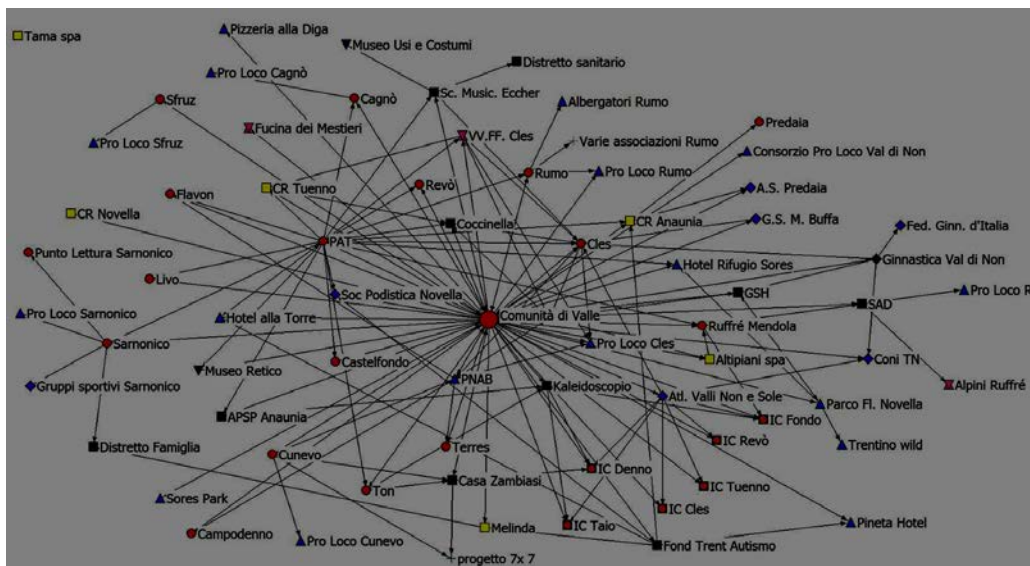 Pizzeria alla Diga
Tama spa
Museo Usi e Costumi
Distretto sanitario
Pro Loco Cagnò
Sc. Music. Eccher
Sfruz
Cagnò
Albergatori Rumo
Predaia
Fucina dei Mestieri
VV.FF. Cles
Pro Loco Sfruz
Varie associazioni Rumo
Consorzio Pro Loco Val di Non
Rumo
Pro Loco Rumo
Flavon
CR Tuenno
Revò
A.S. Predaia
CR Novella
Coccinella
CR Anaunia
G.S. M. Buffa
Fed. Ginn. d'Italia
PAT
Cles
Punto Lettura Sarnonico
Ginnastica Val di Non
Hotel Rifugio Sores
Livo
Soc Podistica Novella
GSH
Pro Loco R
SAD
Pro Loco Sarnonico
Hotel alla Torre
Comunità di Valle
Ruffré Mendola
Sarnonico
Pro Loco Cles
Castelfondo
Altipiani spa
Coni TN
Museo Retico
PNAB
Gruppi sportivi Sarnonico
Kaleidoscopio
Alpini Ruffré
Atl. Valli Non e Sole
Parco Fl. Novella
APSP Anaunia
IC Fondo
IC Revò
Trentino wild
Distretto Famiglia
Terres
Cunevo
IC Denno
Casa Zambiasi
IC Tuenno
Ton
Sores Park
IC Cles
Melinda
IC Taio
Pineta Hotel
Campodenno
Pro Loco Cunevo
Fond Trent Autismo
progetto 7x 7